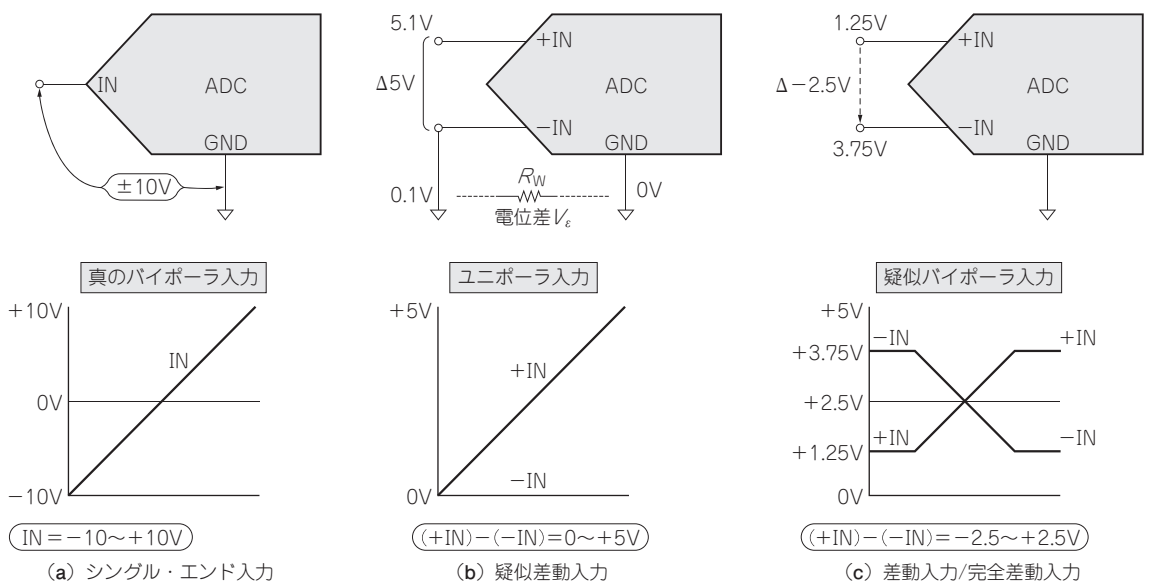 IN
ADC
GND
±10V
真のバイポーラ入力
+10V
0V
−10V
IN
IN=−10〜+10V
(a) シングル・エンド入力
5.1V
+IN
Δ5V
ADC
−IN
GND
0.1V
RW
0V
電位差Vε
ユニポーラ入力
+5V
+IN
−IN
0V
(+IN)−(−IN)=0〜+5V
(b) 疑似差動入力
1.25V
+IN
Δ−2.5V
ADC
−IN
GND
3.75V
疑似バイポーラ入力
+5V
−IN
+IN
+3.75V
+2.5V
+IN
−IN
+1.25V
0V
(+IN)−(−IN)=−2.5〜+2.5V
(c) 差動入力/完全差動入力